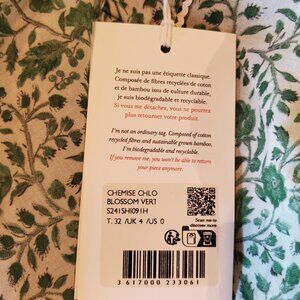 Je ne suis pas une étiquette classique.
Composée de fibres recyclées de coton
et de bambou issu de culture durable,
je suis biodégradable et recyclable.
Si vous me détachez, vous ne pourrez
plus retourner votre produit.
I'm not an ordinary tag. Composed of cotton
recycled fibres and sustainable grown bamboo,
I'm biodegradable and recyclable.
If you remove me, you won't be able to return
your piece anymore.
CHEMISE CHLO
BLOSSOM VERT
S241SHI091H
T. 32 /UK 4 /US 0
Scan me to
discover more
3 617000 233061